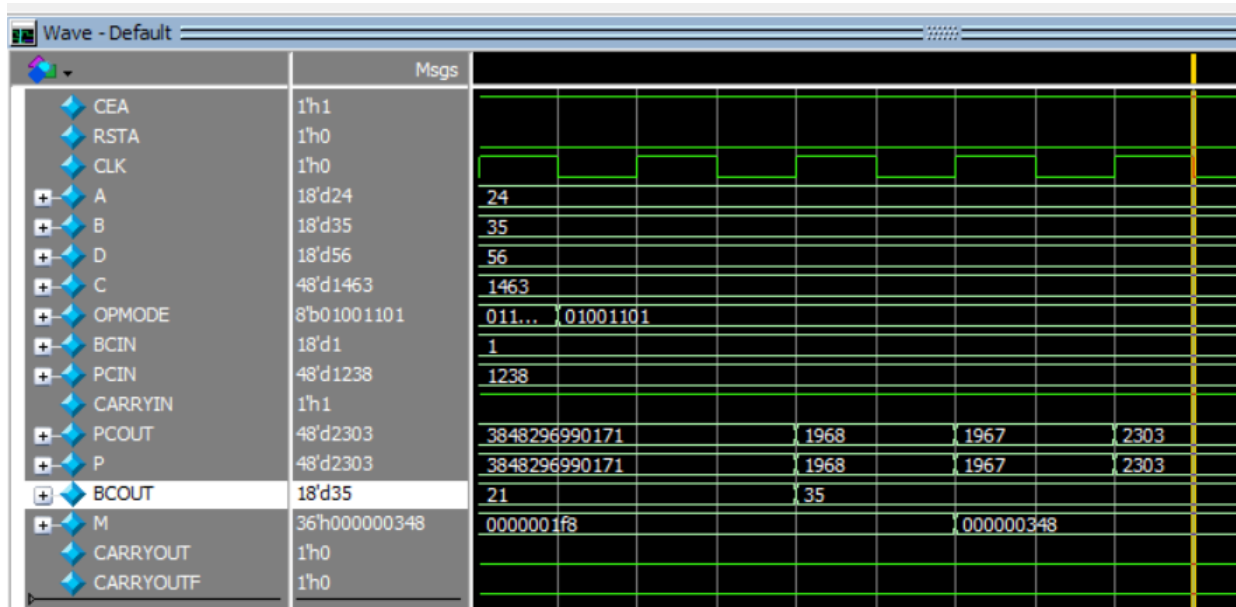 Wave - Default
Msgs
CEA 1'h1
RSTA 1'h0
CLK 1'h0
A 18'd24 24
B 18'd35 35
D 18'd56 56
C 48'd1463 1463
OPMODE 8'b01001101 011... 01001101
BCIN 18'd1 1
PCIN 48'd1238 1238
CARRYIN 1'h1
PCOUT 48'd2303 3848296990171 1968 1967 2303
P 48'd2303 3848296990171 1968 1967 2303
BCOUT 18'd35 21 35
M 36'h000000348 0000001f8 000000348
CARRYOUT 1'h0
CARRYOUTF 1'h0